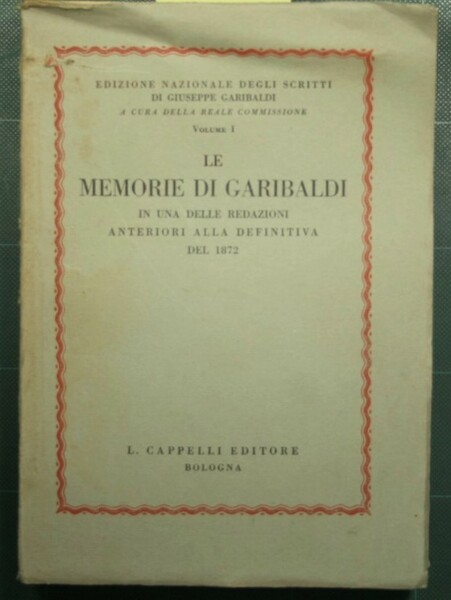 EDIZIONE NAZIONALE DEGLI SCRITTI
DI GIUSEPPE GARIBALDI
A CURA DELLA REALE COMMISSIONE
VOLUME I
LE
MEMORIE DI GARIBALDI
IN UNA DELLE REDAZIONI
ANTERIORI ALLA DEFINITIVA
DEL 1872
L. CAPPELLI EDITORE
BOLOGNA